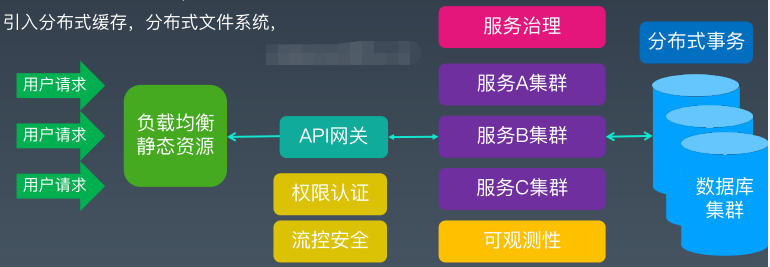 引入分布式缓存，分布式文件系统，
服务治理
分布式事务
用户请求
服务A集群
负载均衡
静态资源
用户请求
API网关
服务B集群
用户请求
权限认证
服务C集群
数据库
集群
流控安全
可观测性